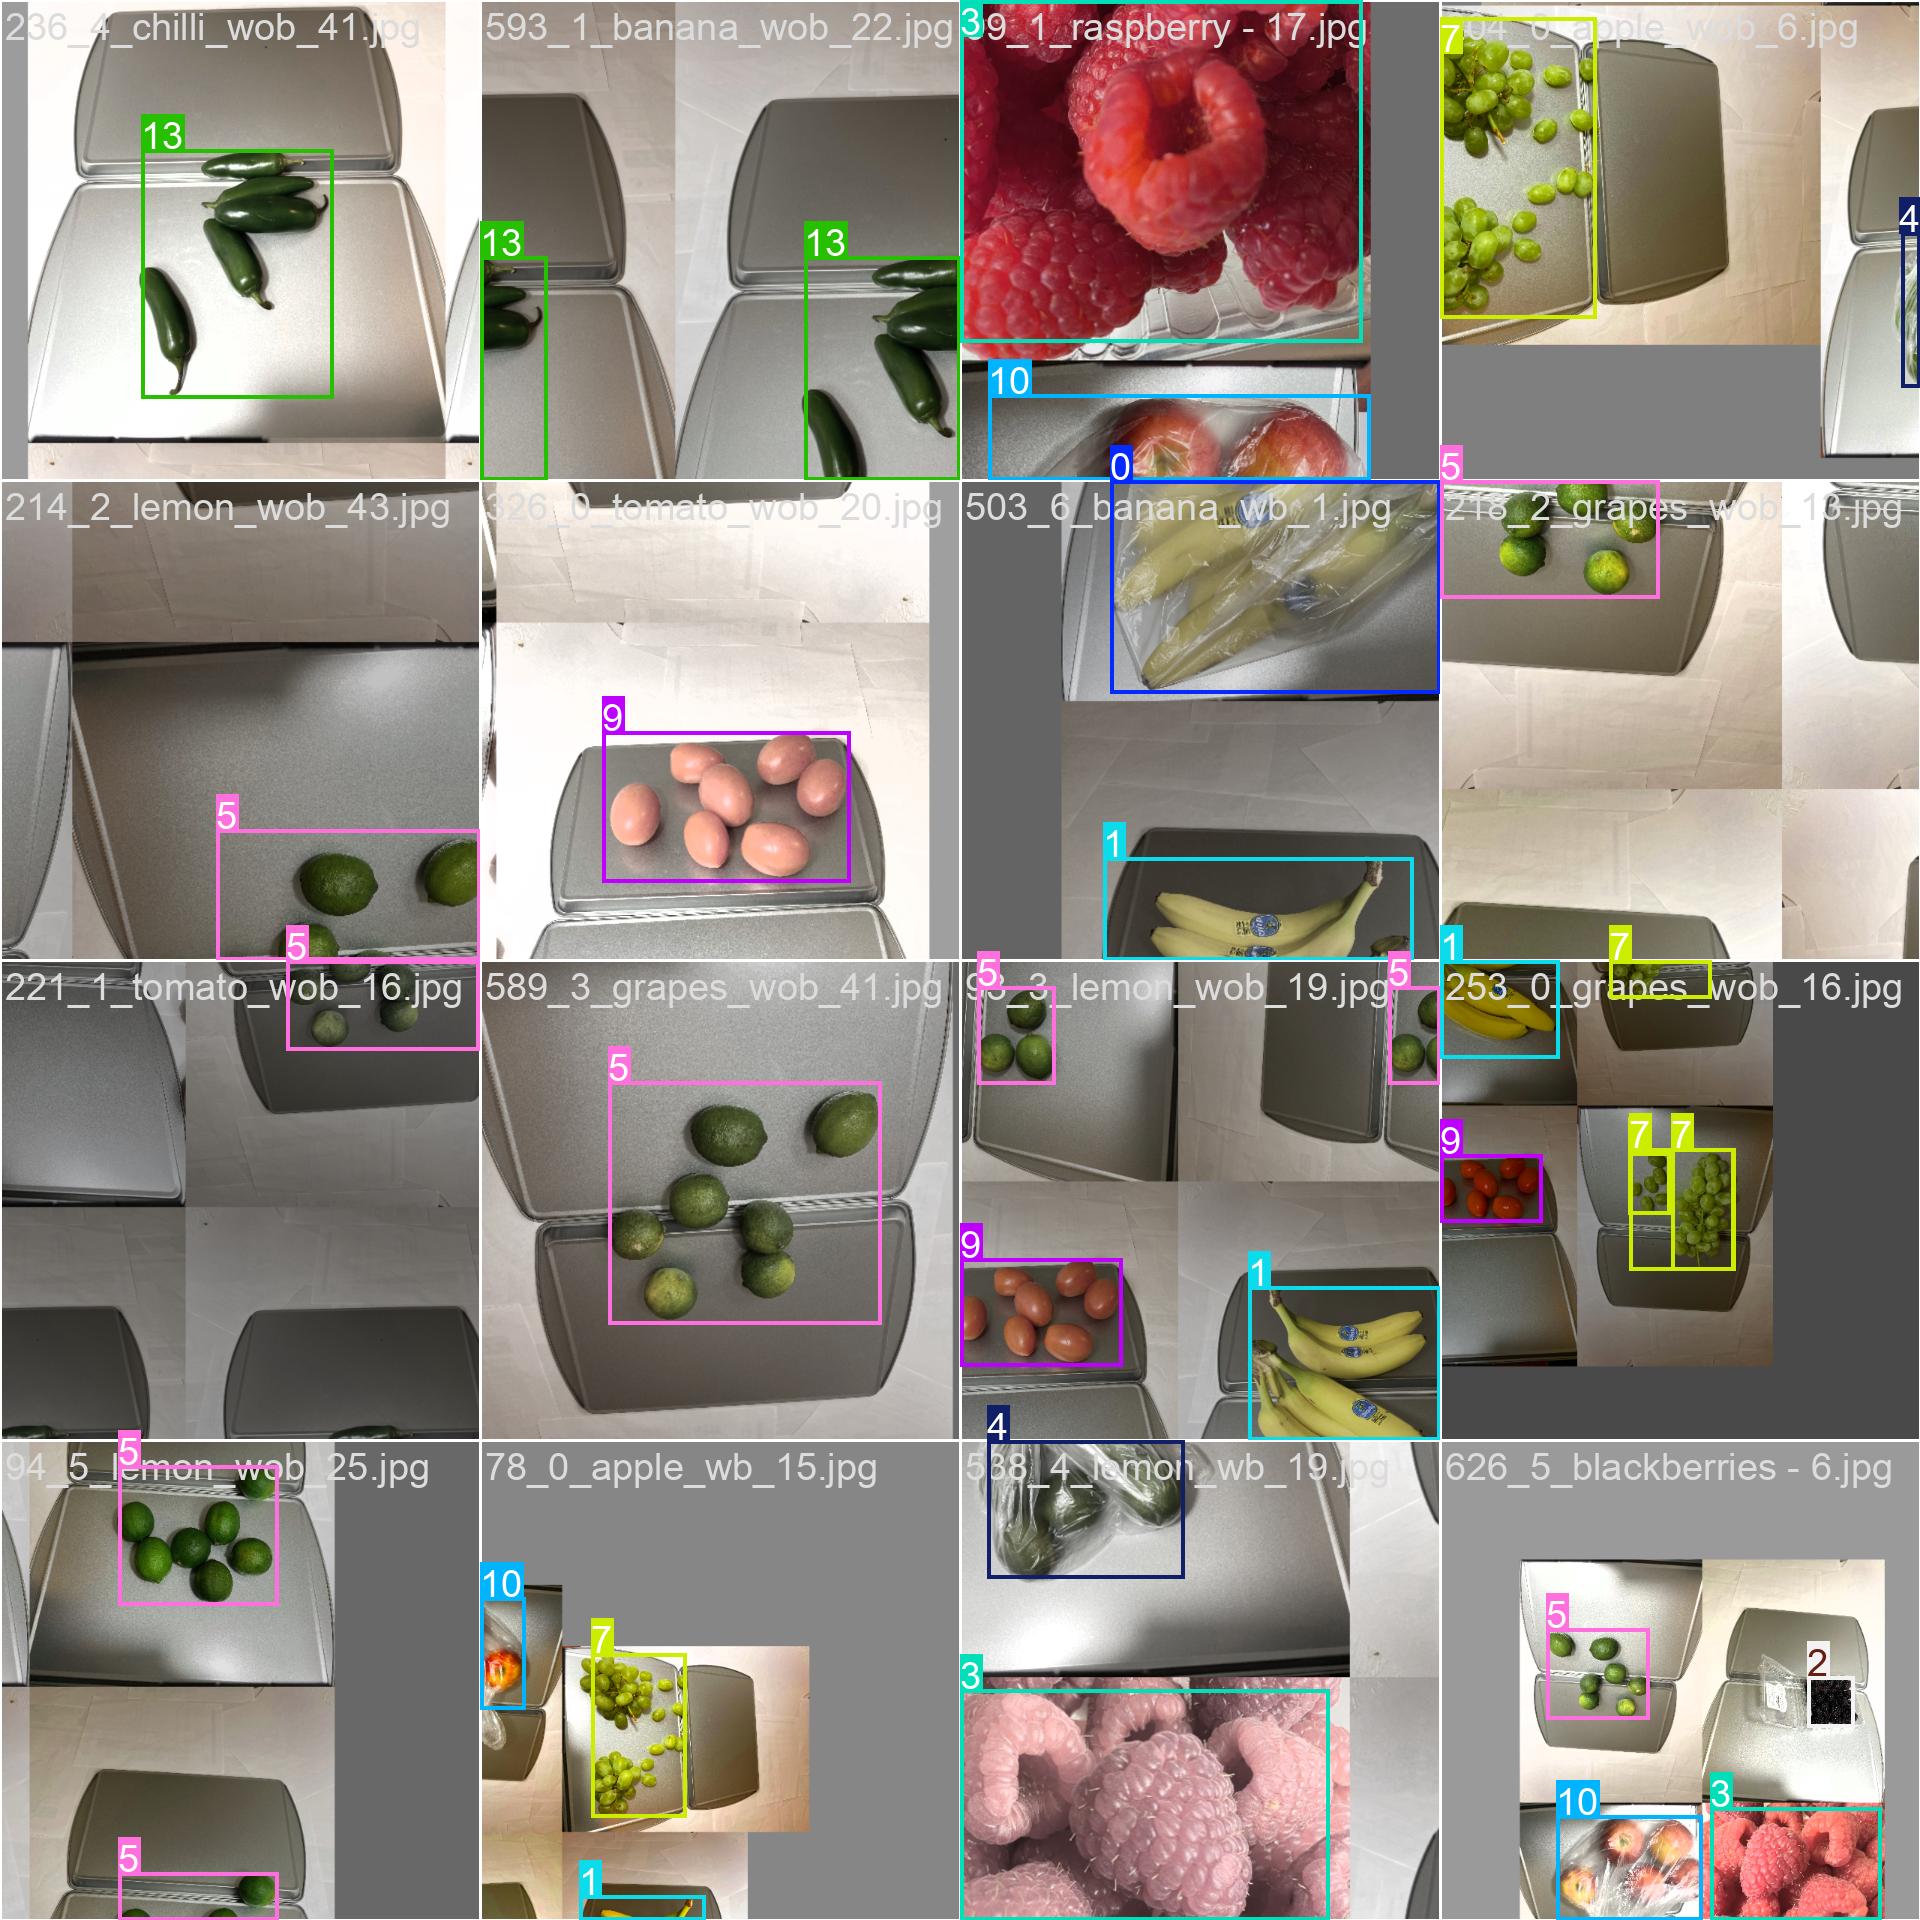 236_4_chilli_wob_41.jpg
593_1_banana_wob_22.jpg
39_1_raspberry - 17.jpg
04_0_apple_wob_6.jpg
3
7
13
4
13
13
10
0
5
214_2_lemon_wob_43.jpg
326_0_tomato_wob_20.jpg
503_6_banana_wb_1.jpg
218_2_grapes_wob_13.jpg
9
5
1
5
1
7
5
5
221_1_tomato_wob_16.jpg
589_3_grapes_wob_41.jpg
93_3_lemon_wob_19.jpg
253_0_grapes_wob_16.jpg
5
7
7
9
9
1
4
5
94_5_lemon_wob_25.jpg
78_0_apple_wb_15.jpg
538_4_lemon_wb_19.jpg
626_5_blackberries - 6.jpg
10
7
5
2
3
10
3
5
1